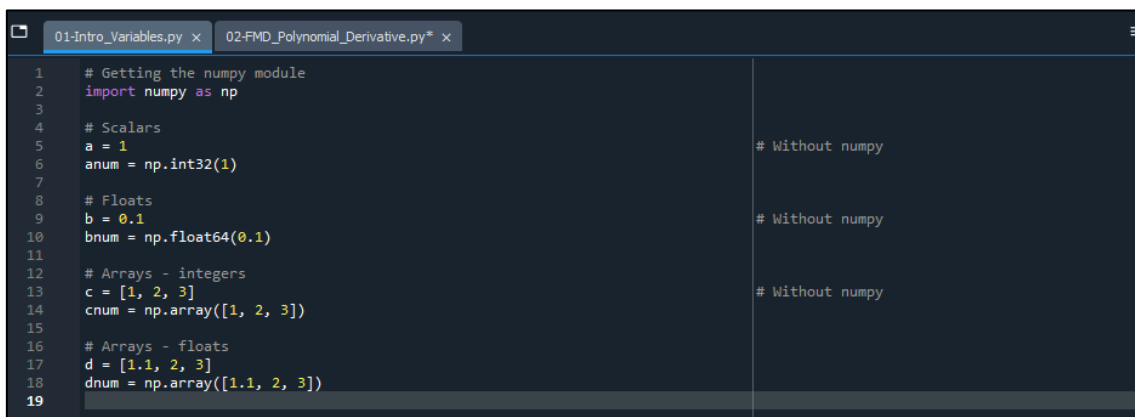 01-Intro_Variables.py × 02-FMD_Polynomial_Derivative.py* ×
1 # Getting the numpy module
2 import numpy as np
3
4 # Scalars
5 a = 1 # Without numpy
6 anum = np.int32(1)
7
8 # Floats
9 b = 0.1 # Without numpy
10 bnum = np.float64(0.1)
11
12 # Arrays - integers
13 c = [1, 2, 3] # Without numpy
14 cnum = np.array([1, 2, 3])
15
16 # Arrays - floats
17 d = [1.1, 2, 3]
18 dnum = np.array([1.1, 2, 3])
19